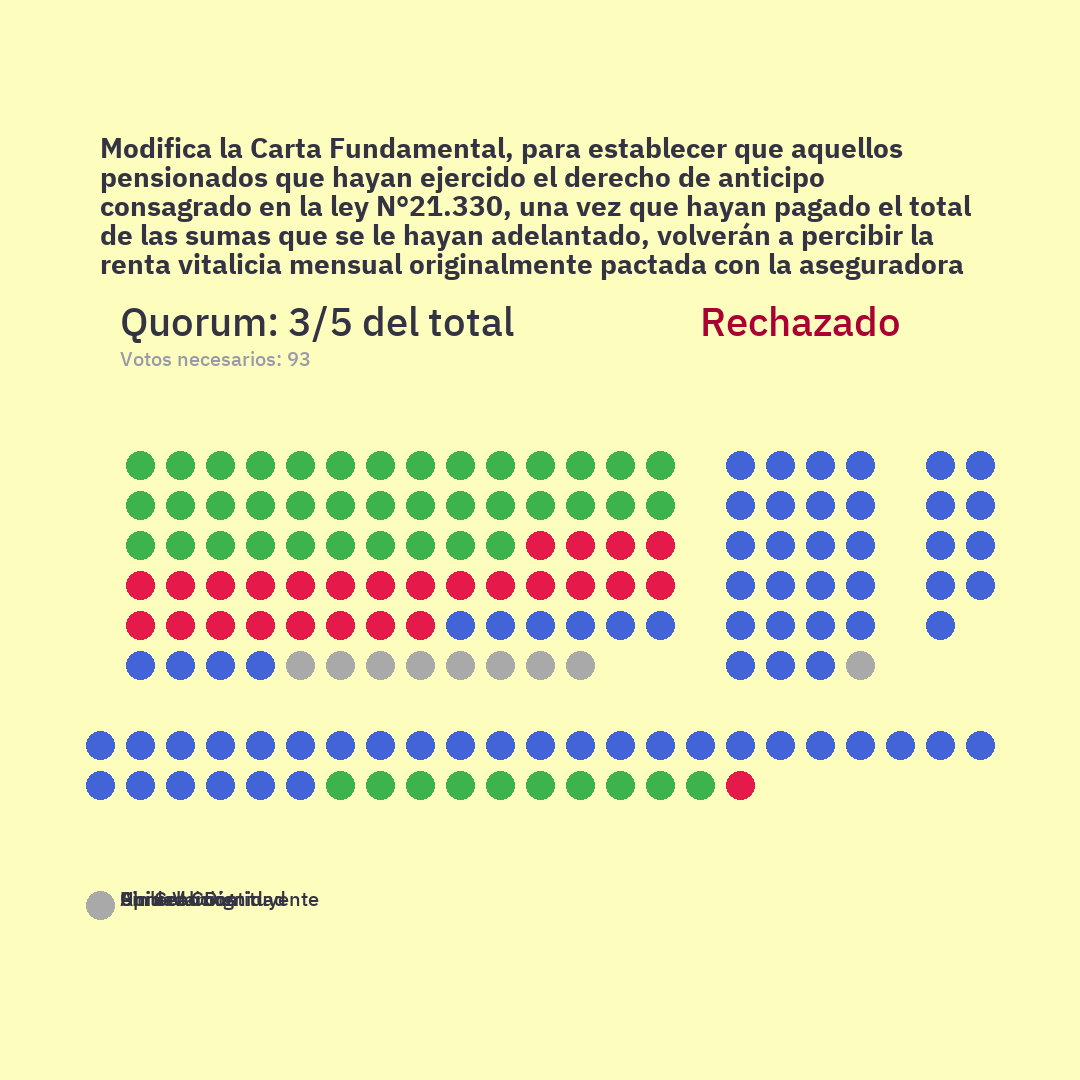 Modifica la Carta Fundamental, para establecer que aquellos
pensionados que hayan ejercido el derecho de anticipo
consagrado en la ley N°21.330, una vez que hayan pagado el total
de las sumas que se le hayan adelantado, volverán a percibir la
renta vitalicia mensual originalmente pactada con la aseguradora
Quorum: 3/5 del total
Rechazado
Votos necesarios: 93